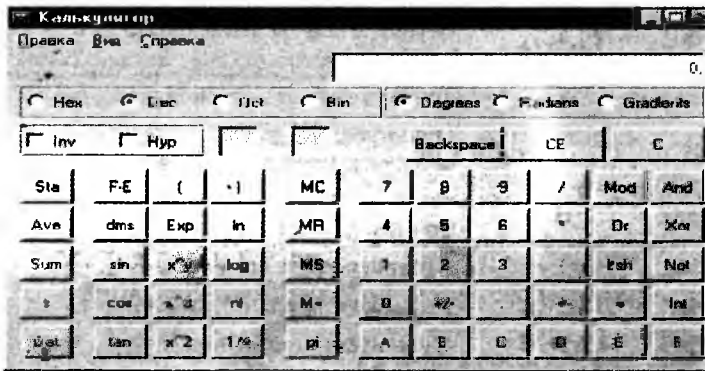 Калькулятор
Правка Вид Справка
0.
Hex Dec Oct Bin Degrees Radians Gradients
Inv Hyp Backspace CE C
Sta F-E ( ) MC 7 8 9 / Mod And
Ave dms Exp ln MR 4 5 6 * Or Xor
Sum sin x^y log MS 1 2 3 Lsh Not
s cos x^3 n! M+ 0 +/- . + = Int
Dat tan x^2 1/x pi A B C D E F